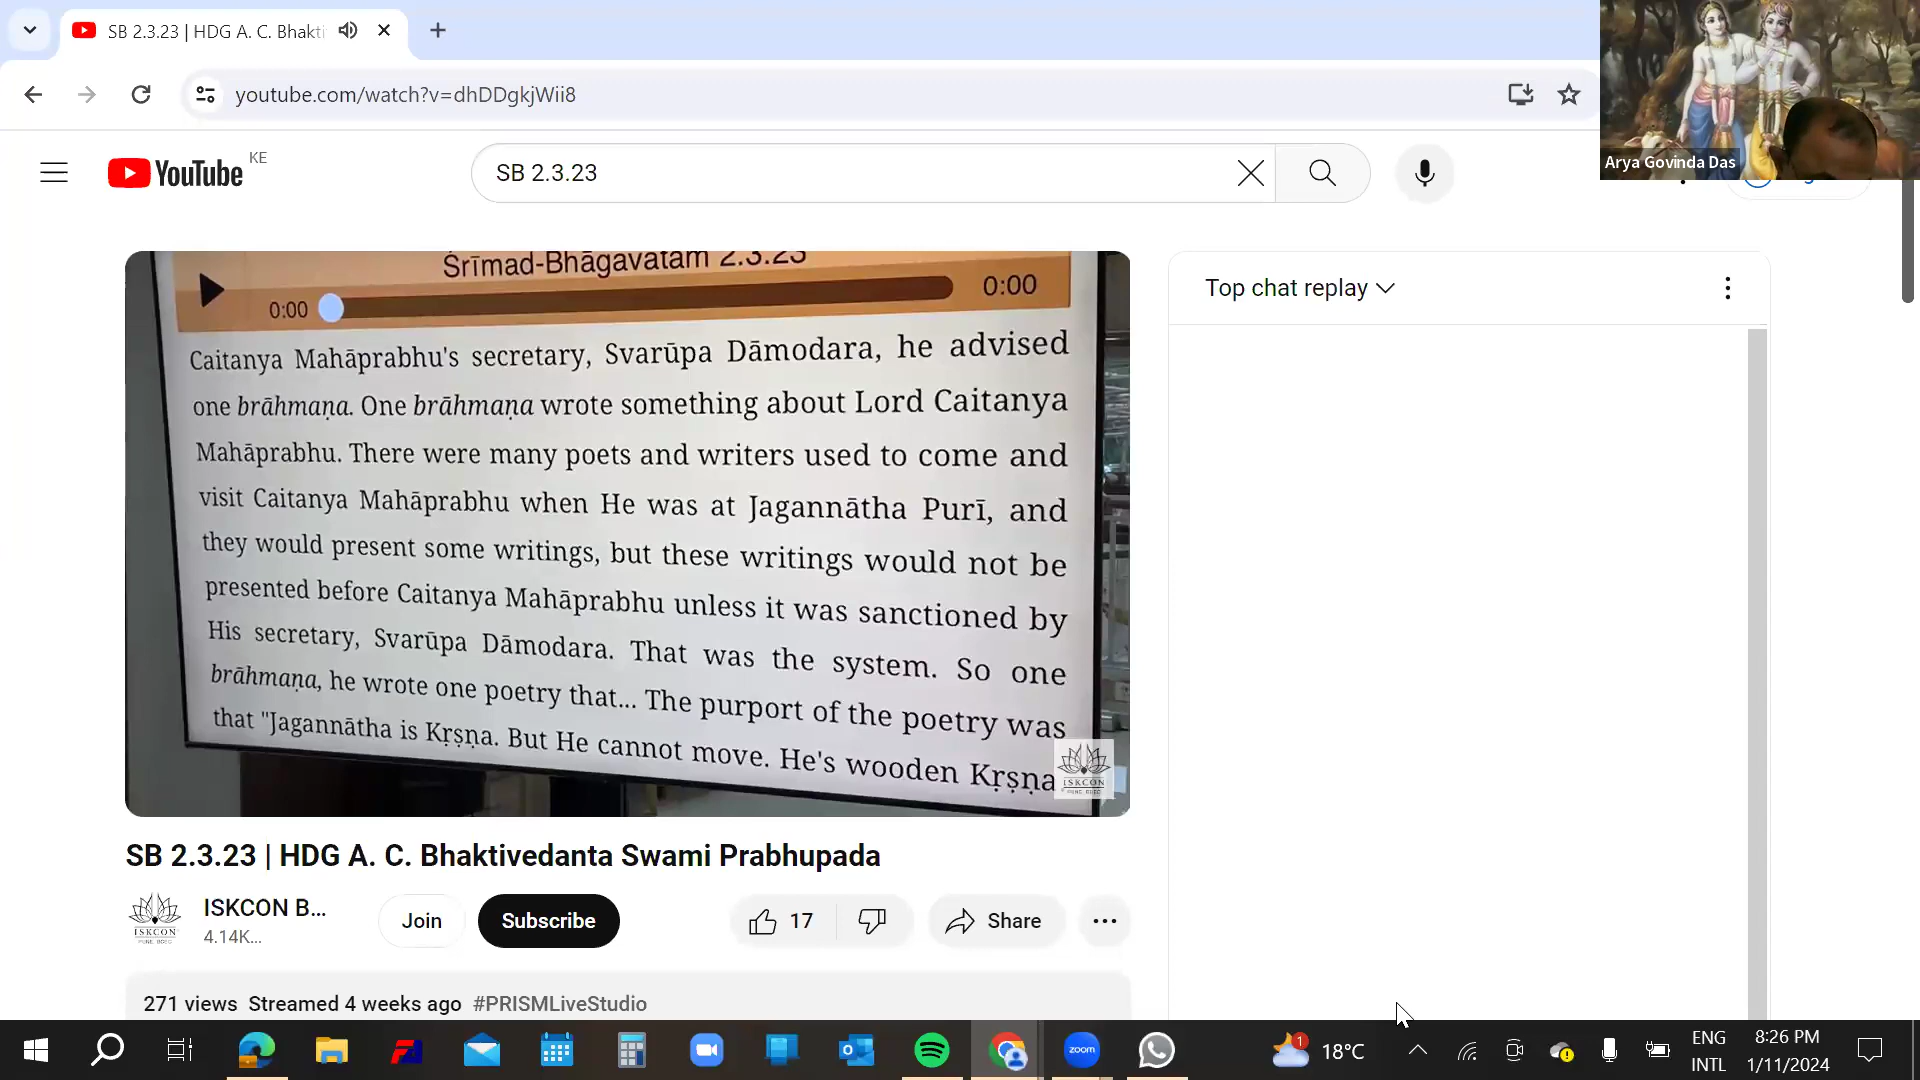 SB 2.3.23 | HDG A. C. Bhakti
youtube.com/watch?v=dhDDgkjWii8
YouTube KE
SB 2.3.23
Arya Govinda Das
Śrīmad-Bhāgavatam 2.3.23
0:00
0:00
Caitanya Mahāprabhu's secretary, Svarūpa Dāmodara, he advised
one brāhmaṇa. One brāhmaṇa wrote something about Lord Caitanya
Mahāprabhu. There were many poets and writers used to come and
visit Caitanya Mahāprabhu when He was at Jagannātha Purī, and
they would present some writings, but these writings would not be
presented before Caitanya Mahāprabhu unless it was sanctioned by
His secretary, Svarūpa Dāmodara. That was the system. So one
brāhmaṇa, he wrote one poetry that... The purport of the poetry was
that "Jagannātha is Kṛṣṇa. But He cannot move. He's wooden Kṛṣṇa
ISKCON
Top chat replay
SB 2.3.23 | HDG A. C. Bhaktivedanta Swami Prabhupada
ISKCON
ISKCON B...
4.14K...
Join
Subscribe
17
Share
271 views Streamed 4 weeks ago #PRISMLiveStudio
zoom
1
18°C
ENG
INTL
8:26 PM
1/11/2024